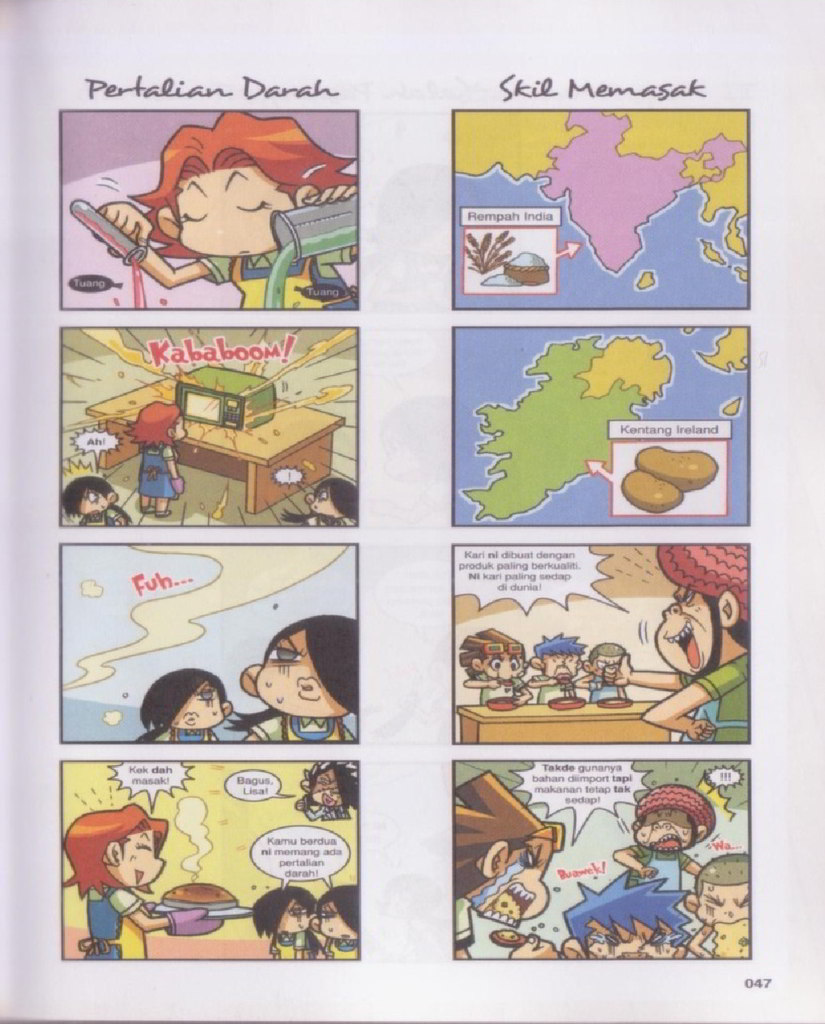 Pertalian Darah
Tuang
Tuang
Kababoom!
Ah!
!
Fuh...
Kek dah
masak!
Bagus,
Lisa!
Kamu berdua
ni memang ada
pertalian
darah!
Skil Memasak
Rempah India
Kentang Ireland
Kari ni dibuat dengan
produk paling berkualiti.
Ni kari paling sedap
di dunia!
Takde gunanya
bahan diimport tapi
makanan tetap tak
sedap!
!!!
Wa...
Buawek!
047